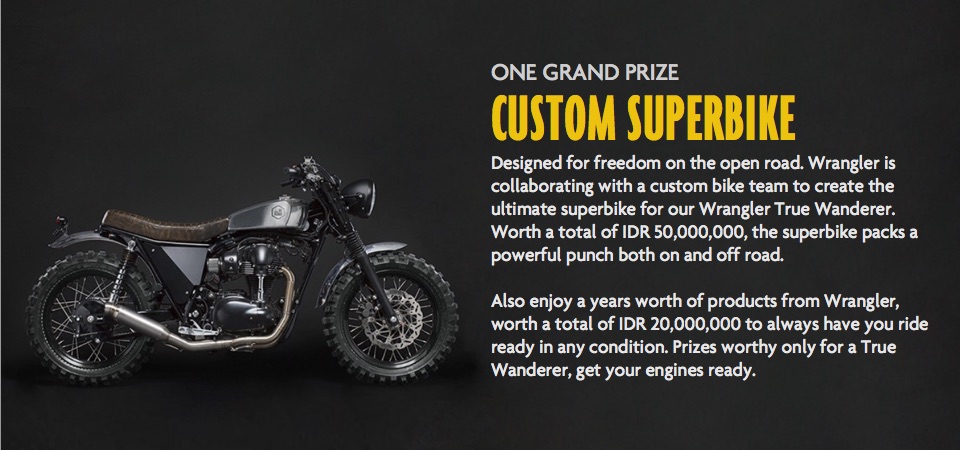 ONE GRAND PRIZE
CUSTOM SUPERBIKE
Designed for freedom on the open road. Wrangler is
collaborating with a custom bike team to create the
ultimate superbike for our Wrangler True Wanderer.
Worth a total of IDR 50,000,000, the superbike packs a
powerful punch both on and off road.
Also enjoy a years worth of products from Wrangler,
worth a total of IDR 20,000,000 to always have you ride
ready in any condition. Prizes worthy only for a True
Wanderer, get your engines ready.